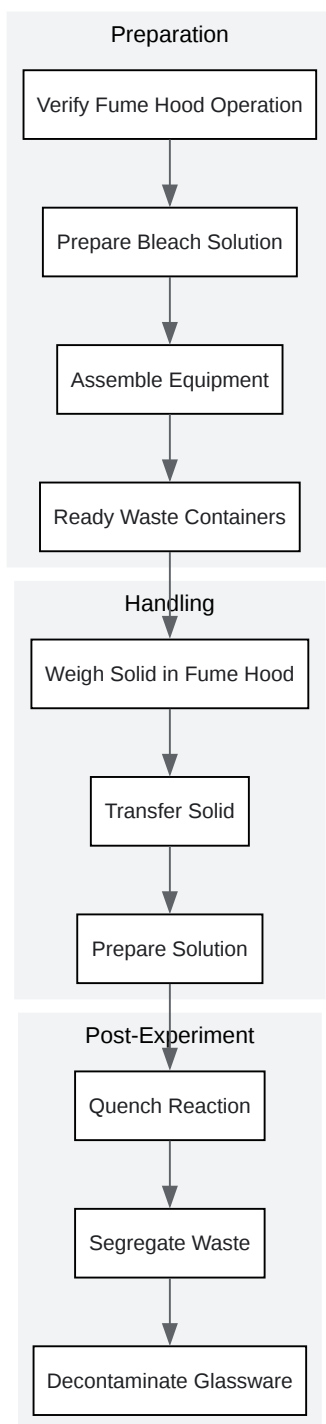 Preparation
Verify Fume Hood Operation
Prepare Bleach Solution
Assemble Equipment
Ready Waste Containers
Handling
Weigh Solid in Fume Hood
Transfer Solid
Prepare Solution
Post-Experiment
Quench Reaction
Segregate Waste
Decontaminate Glassware